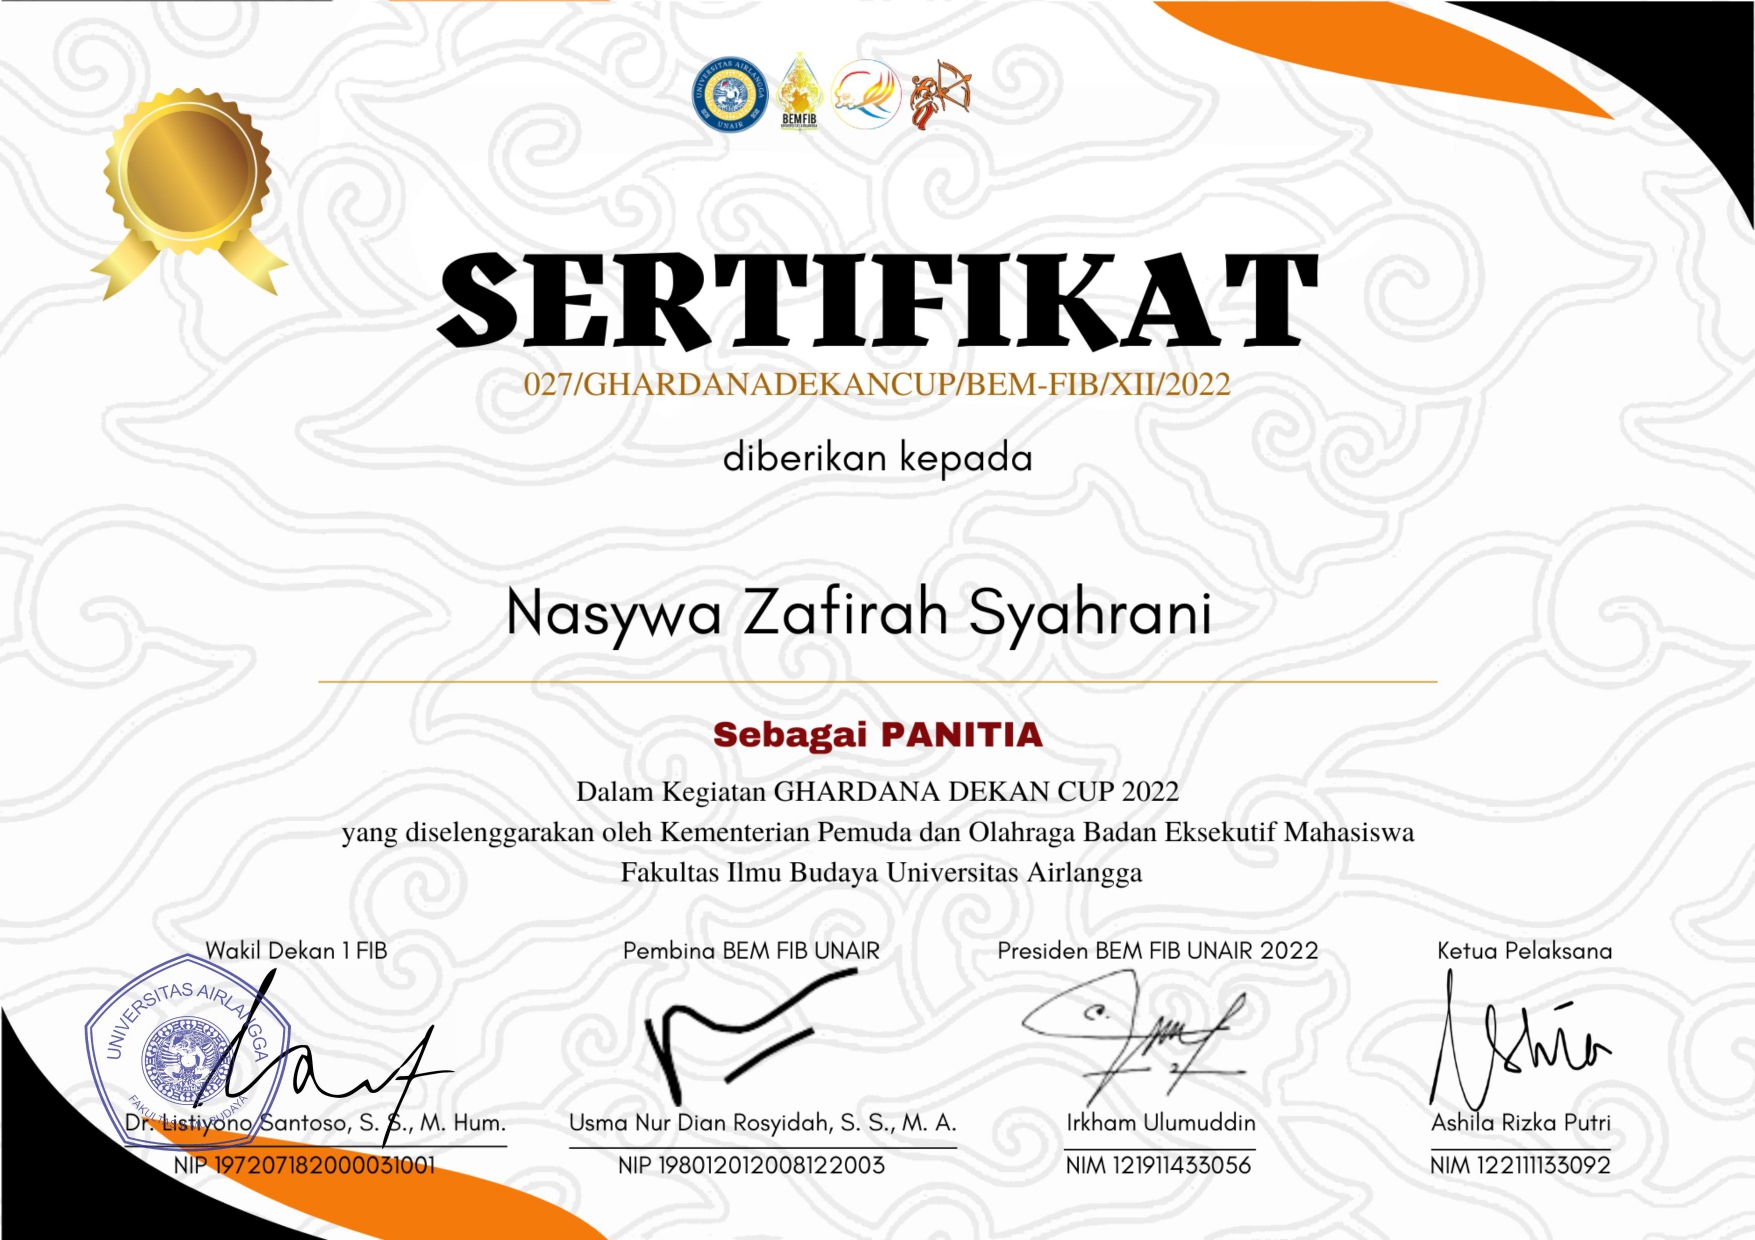 UNIVERSITAS AIRLANGGA
UNAIR
BEMFIB
SERTIFIKAT
027/GHARDANADEKANCUP/BEM-FIB/XII/2022
diberikan kepada
Nasywa Zafirah Syahrani
Sebagai PANITIA
Dalam Kegiatan GHARDANA DEKAN CUP 2022
yang diselenggarakan oleh Kementerian Pemuda dan Olahraga Badan Eksekutif Mahasiswa
Fakultas Ilmu Budaya Universitas Airlangga
Wakil Dekan 1 FIB
UNIVERSITAS AIRLANGGA
Dr. Listiyono Santoso, S. S., M. Hum.
NIP 197207182000031001
Pembina BEM FIB UNAIR
Usma Nur Dian Rosyidah, S. S., M. A.
NIP 198012012008122003
Presiden BEM FIB UNAIR 2022
Irkham Ulumuddin
NIM 121911433056
Ketua Pelaksana
Ashila Rizka Putri
NIM 122111133092